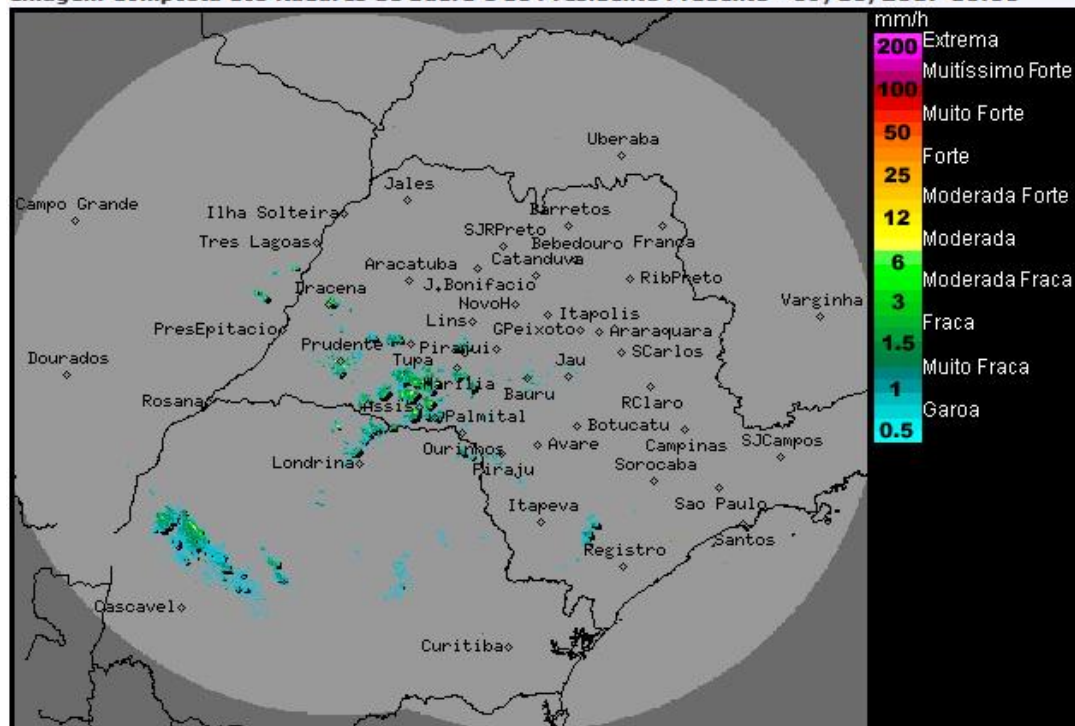 mm/h
200 Extrema
Muitíssimo Forte
100
Muito Forte
50
Forte
25
Moderada Forte
12
Moderada
6
Moderada Fraca
3
Fraca
1.5
Muito Fraca
1
Garoa
0.5
Uberaba
Jales
Campo Grande
Ilha Solteira
Barretos
SJRPreto
Tres Lagoas
Bebedouro
Franca
Catanduva
Aracatuba
RibPreto
J.Bonifacio
Dracena
NovoH
Varginha
Itapolis
PresEpitacio
Lins
GPeixoto
Araraquara
Prudente
Pirajui
SCarlos
Dourados
Tupa
Jau
Marilia
Bauru
Rosana
Assis
RClaro
Palmital
Botucatu
Ourinhos
Avare
Campinas
SJCampos
Londrina
Piraju
Sorocaba
Itapeva
Sao Paulo
Santos
Registro
Cascavel
Curitiba